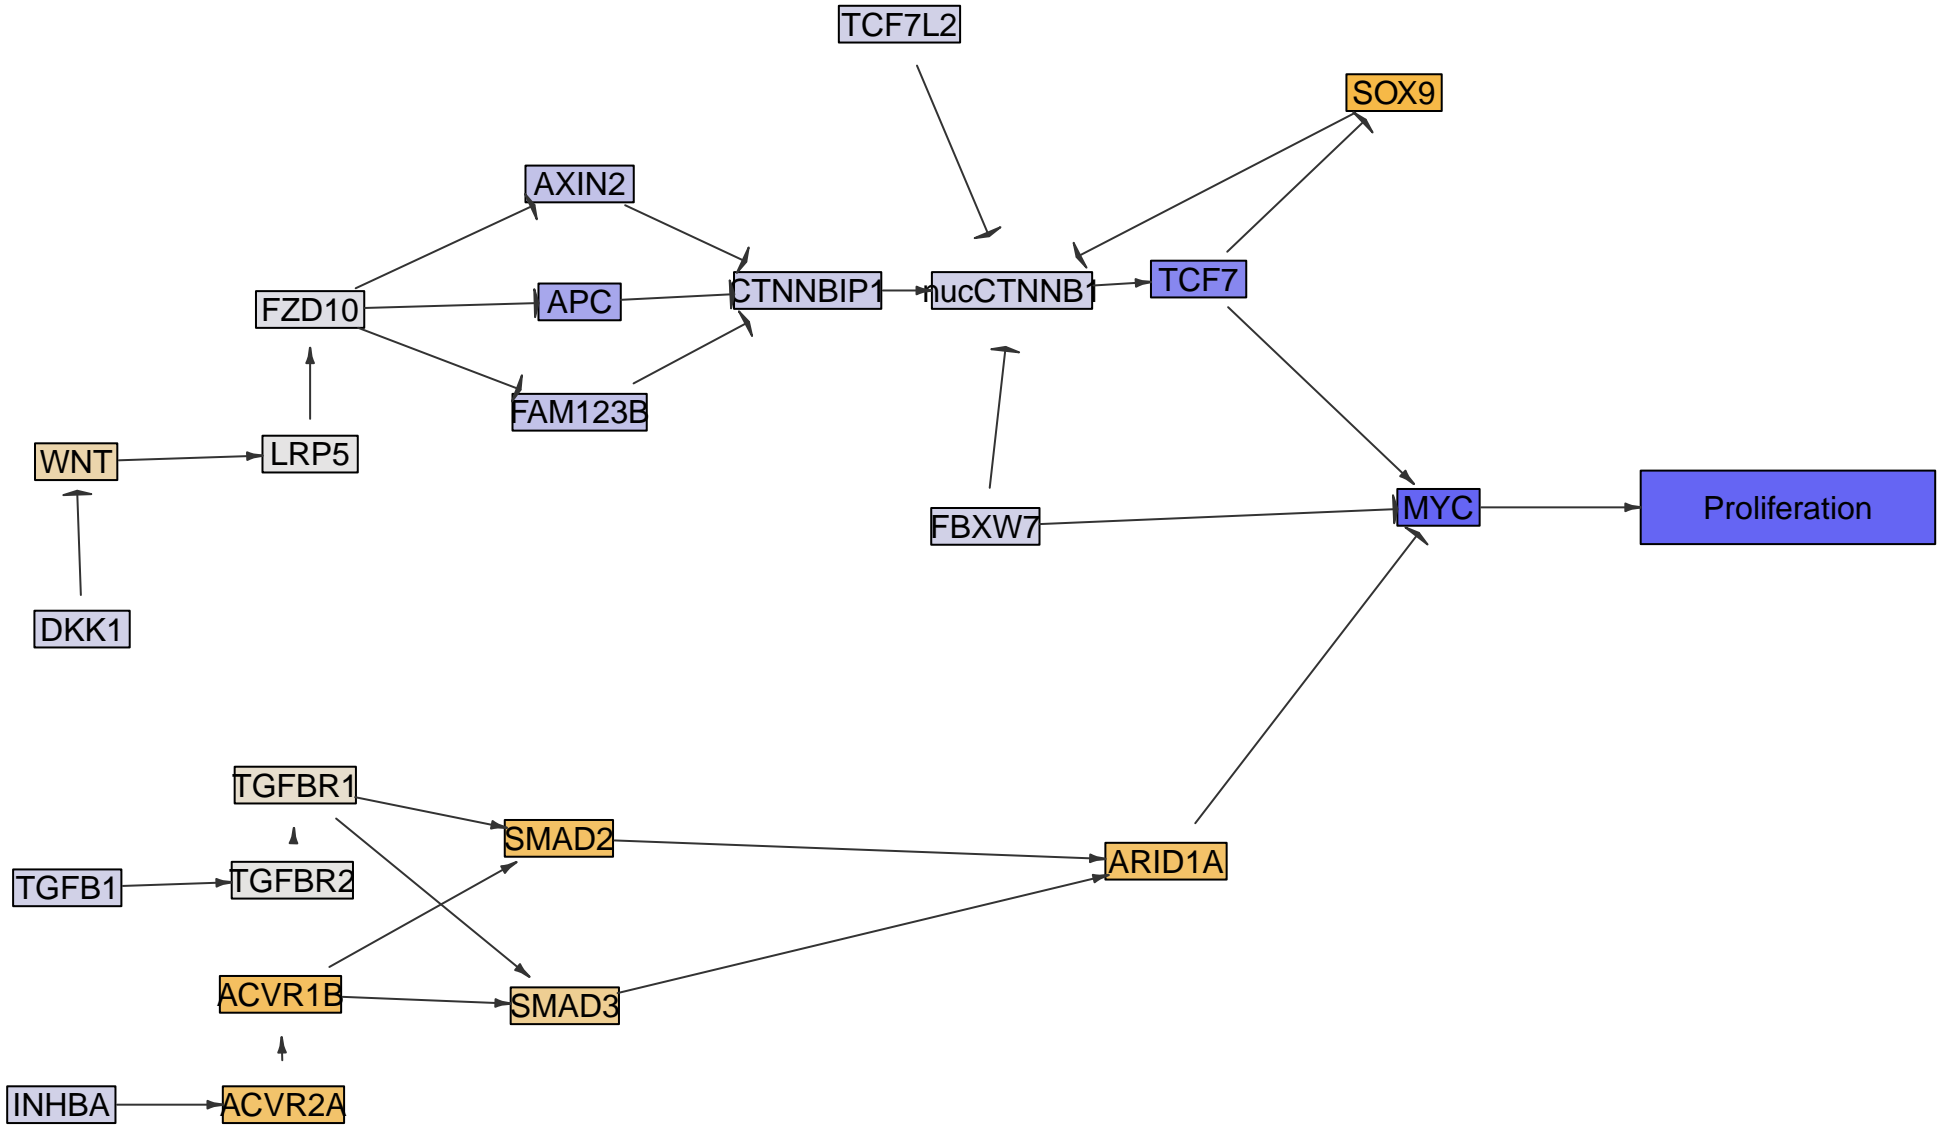 TCF7L2
SOX9
AXIN2
TCF7
CTNNBIP1
nucCTNNB1
APC
FZD10
FAM123B
LRP5
WNT
MYC
Proliferation
FBXW7
DKK1
TGFBR1
SMAD2
ARID1A
TGFBR2
TGFB1
ACVR1B
SMAD3
INHBA
ACVR2A